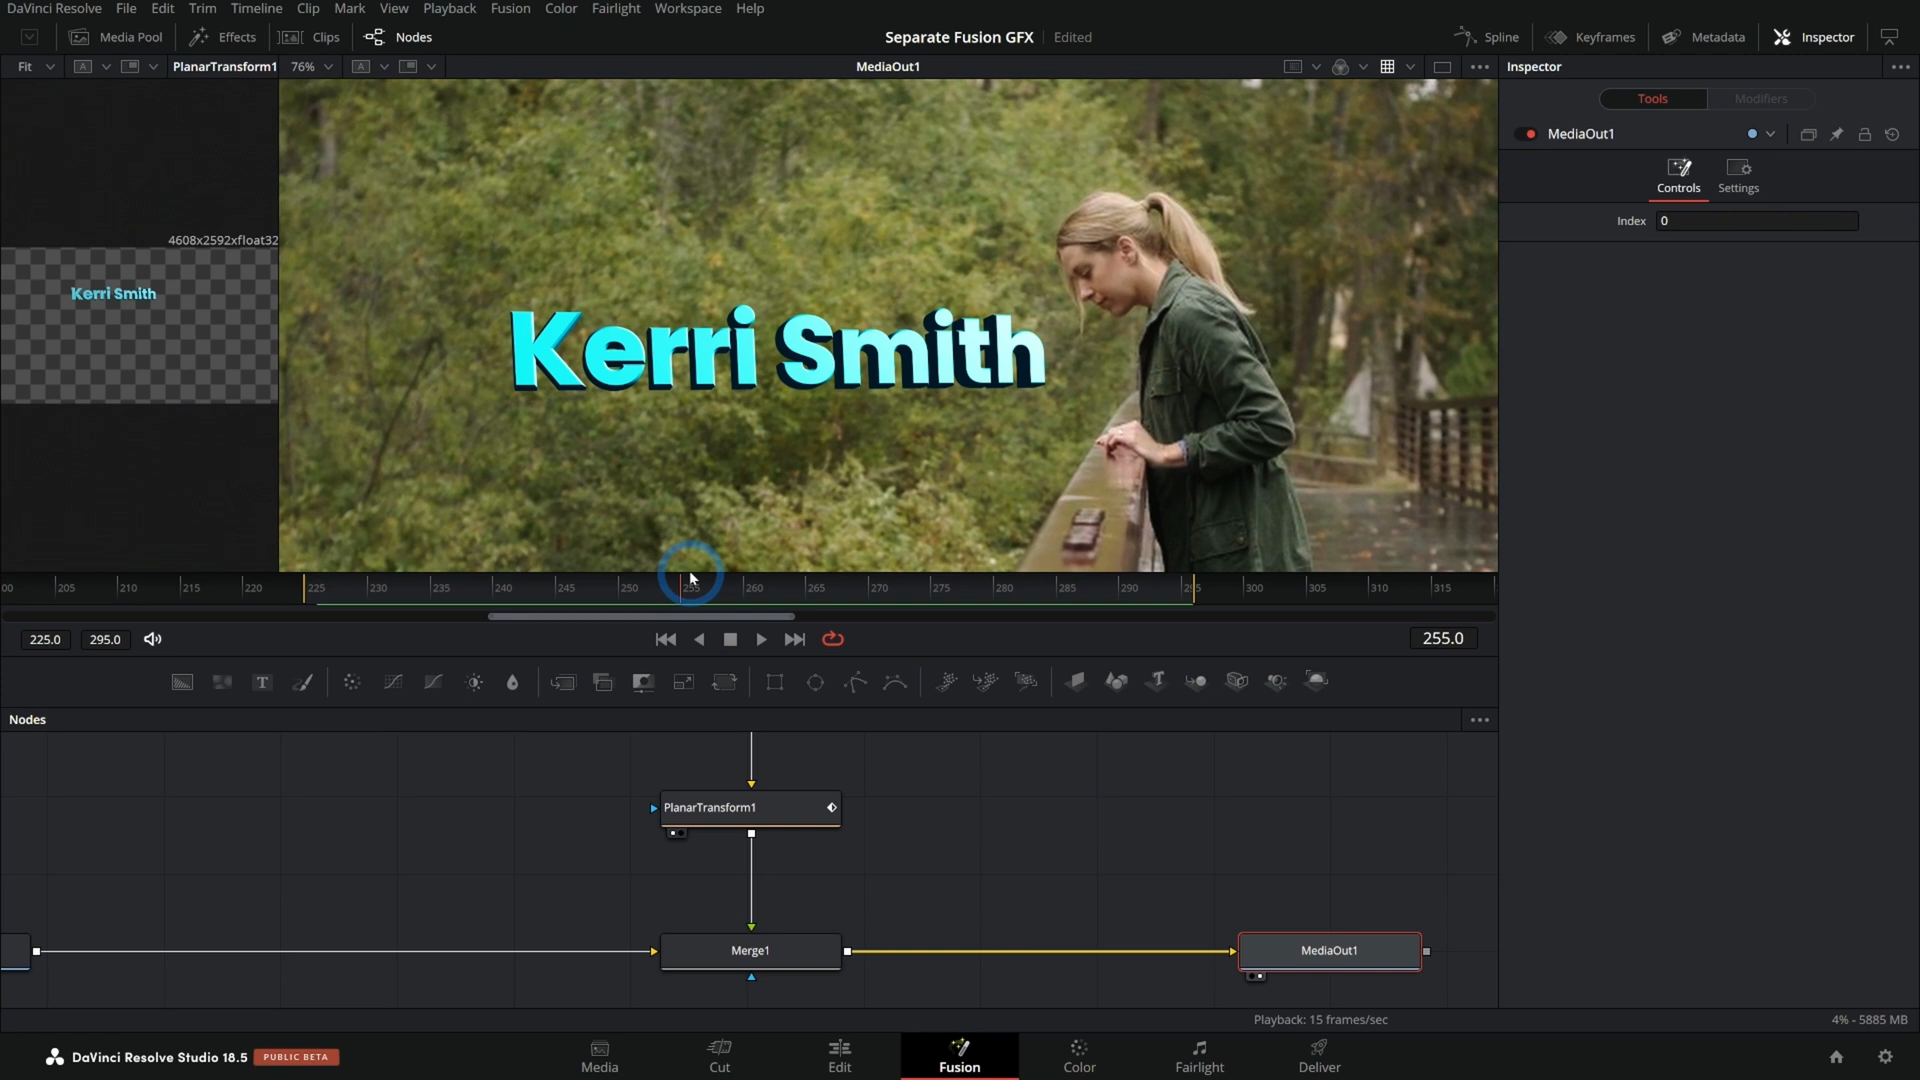 DaVinci Resolve File Edit Trim Timeline Clip Mark View Playback Fusion Color Fairlight Workspace Help
Media Pool Effects Clips Nodes Separate Fusion GFX Edited Spline Keyframes Metadata Inspector
Fit PlanarTransform1 76% MediaOut1 Inspector
Tools Modifiers
MediaOut1
Controls Settings
Index 0
4608x2592xfloat32
Kerri Smith
Kerri Smith
205 210 215 220 225 230 235 240 245 250 255 260 265 270 275 280 285 290 295 300 305 310 315
225.0 295.0 255.0
Nodes
PlanarTransform1
Merge1 MediaOut1
Playback: 15 frames/sec 4% - 5885 MB
DaVinci Resolve Studio 18.5 PUBLIC BETA
Media Cut Edit Fusion Color Fairlight Deliver